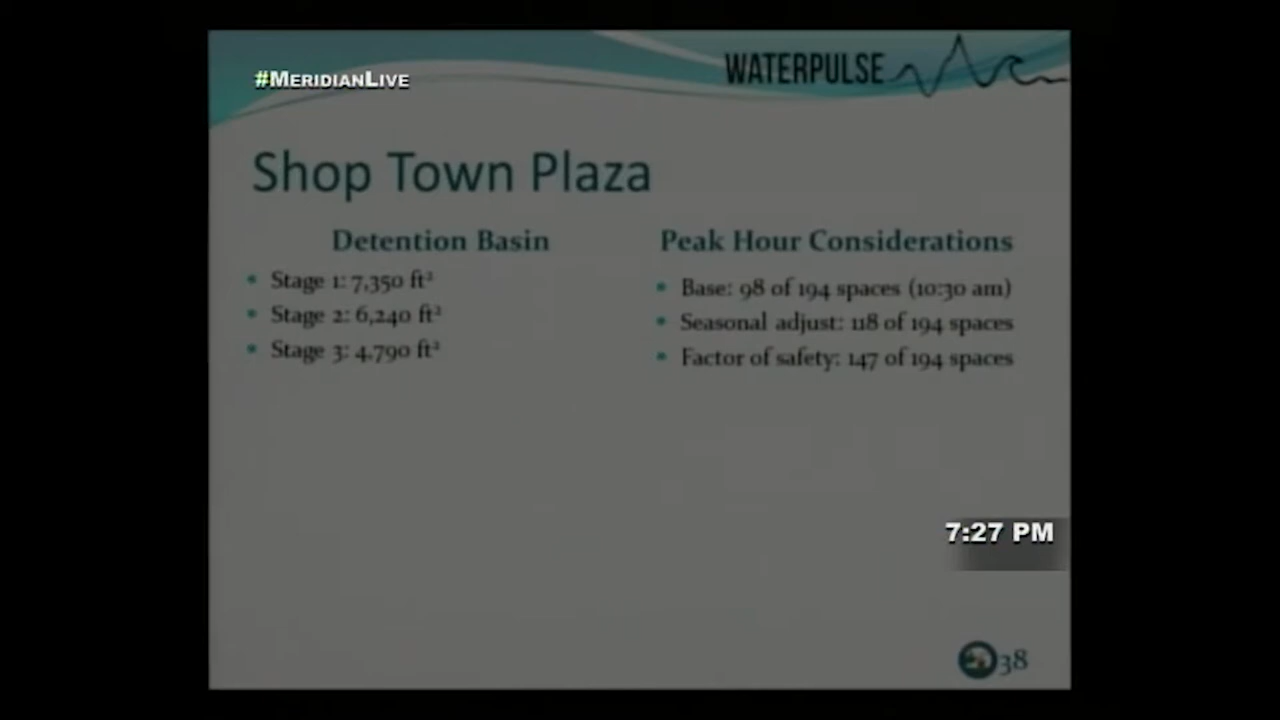 #MERIDIANLIVE
WATERPULSE
Shop Town Plaza
Detention Basin
• Stage 1: 7,350 ft²
• Stage 2: 6,240 ft²
• Stage 3: 4,790 ft²
Peak Hour Considerations
• Base: 98 of 194 spaces (10:30 am)
• Seasonal adjust: 118 of 194 spaces
• Factor of safety: 147 of 194 spaces
7:27 PM
38